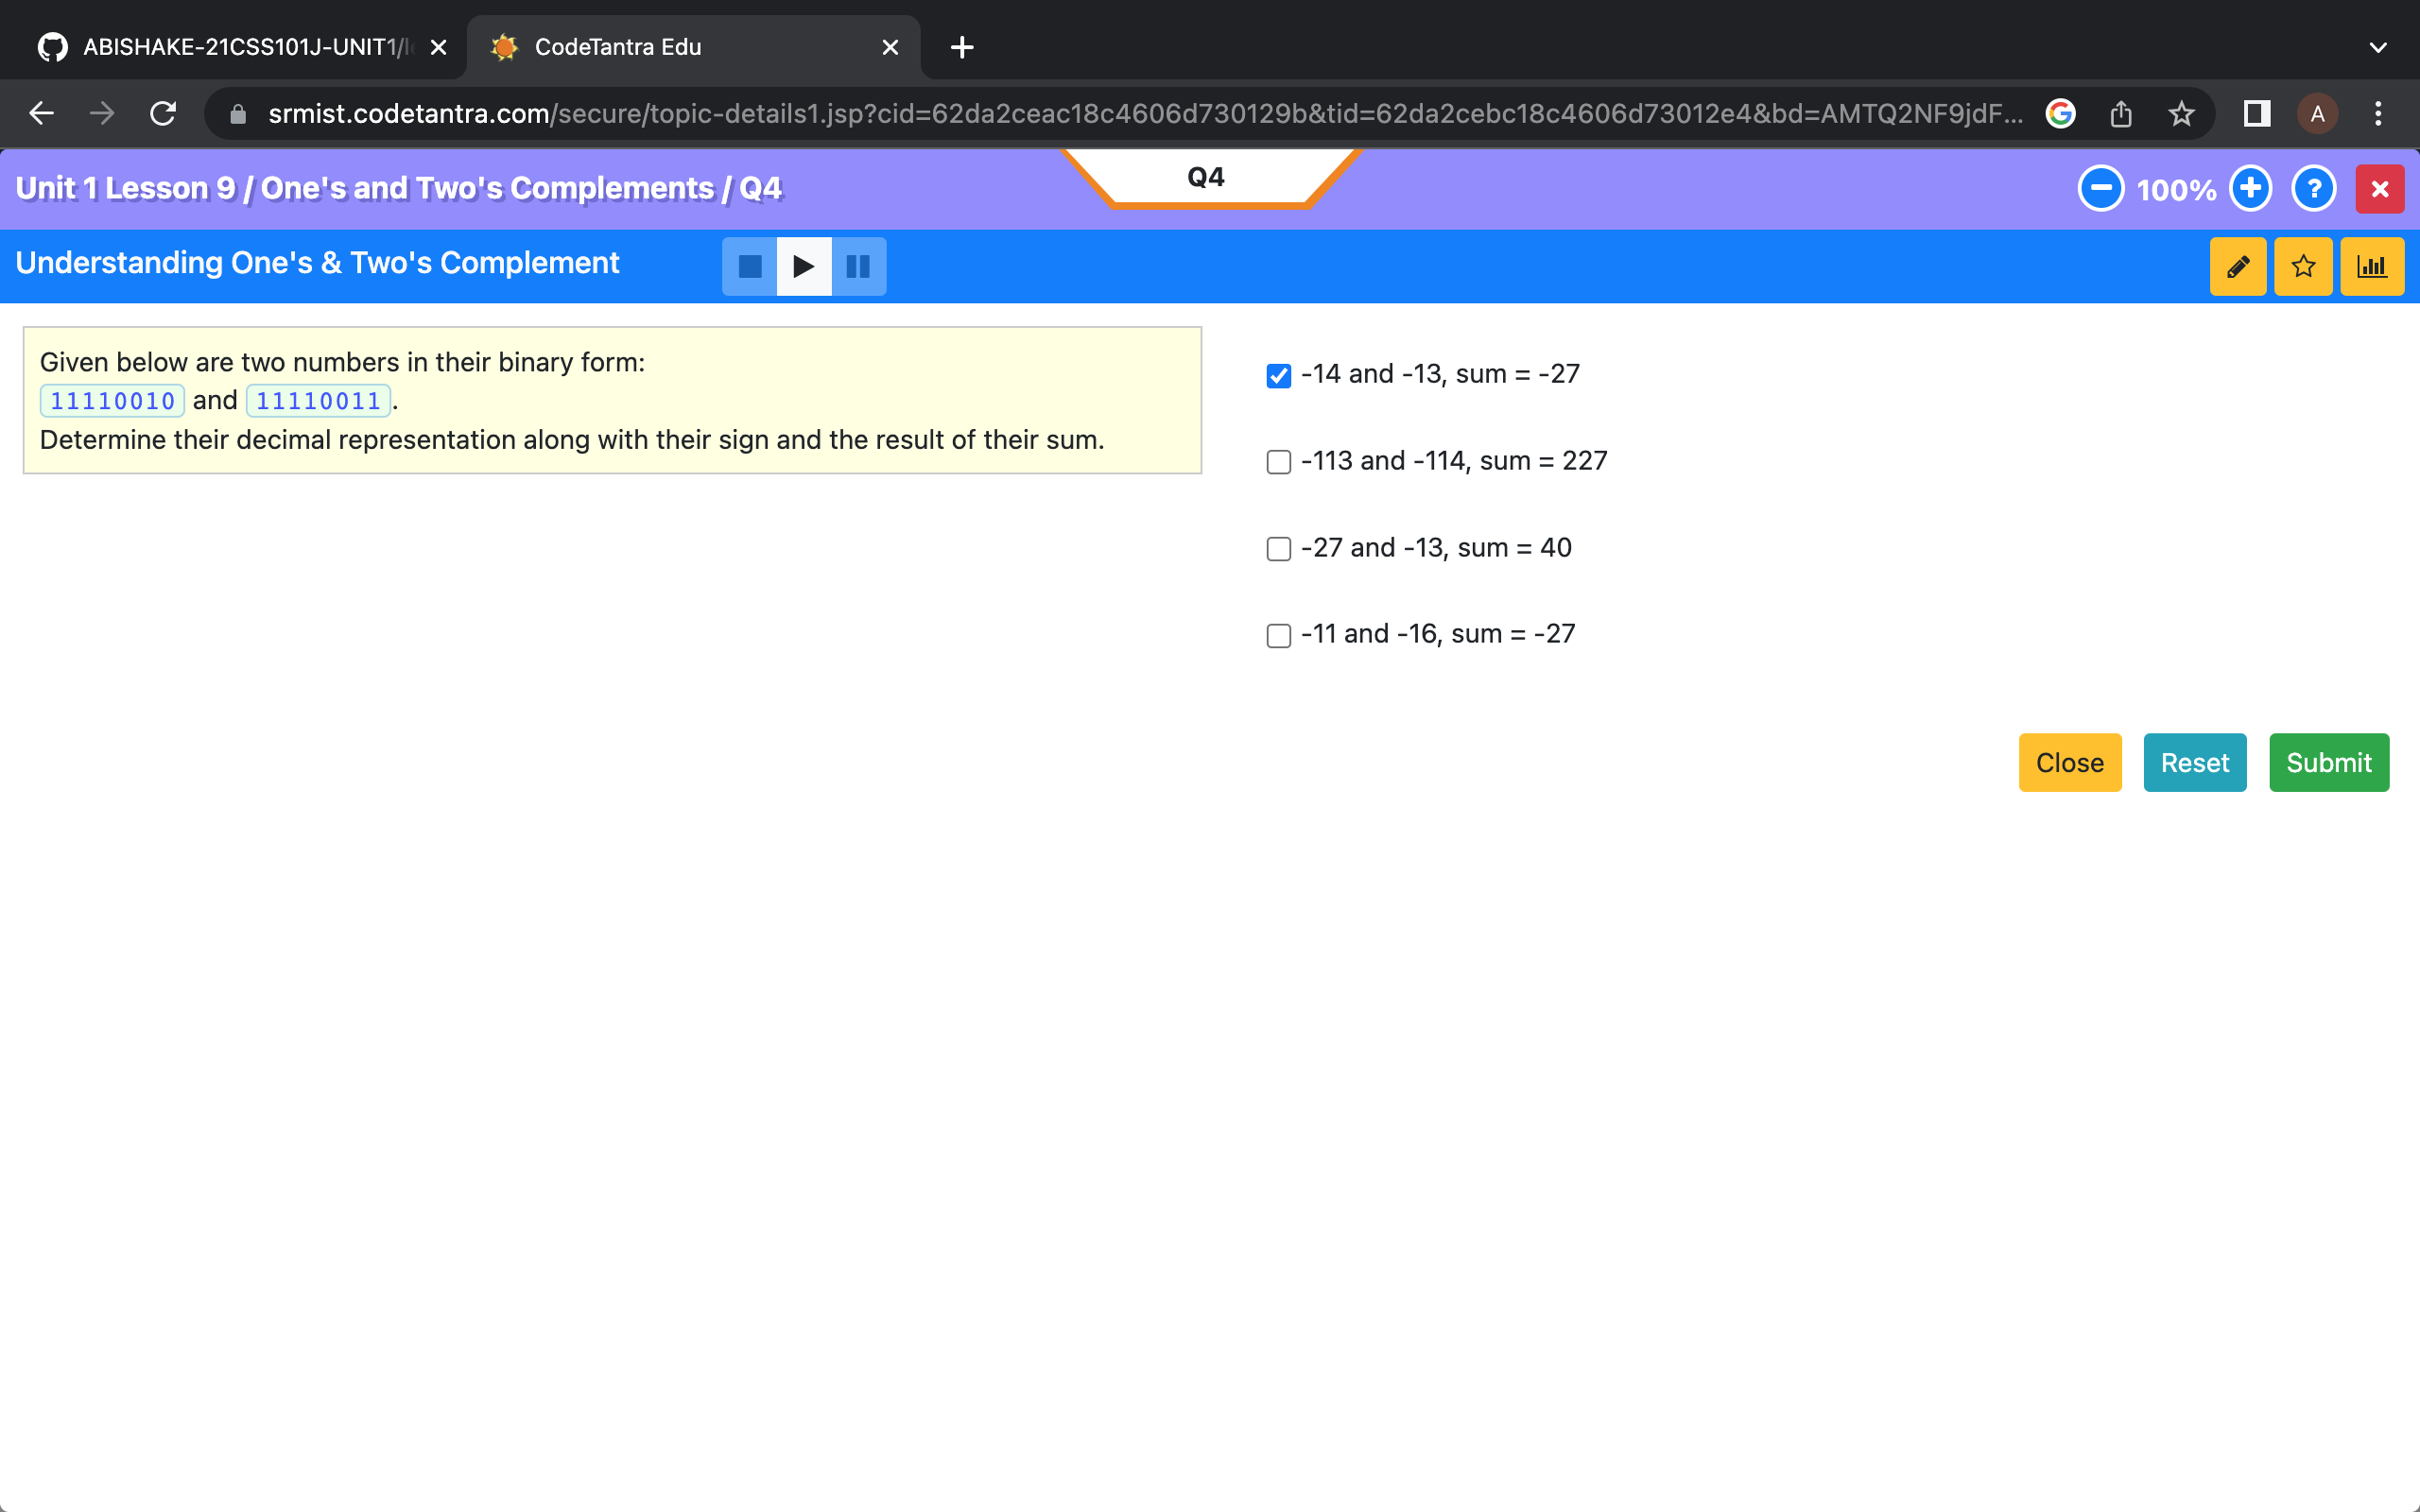 ABISHAKE-21CSS101J-UNIT1/
CodeTantra Edu
srmist.codetantra.com/secure/topic-details1.jsp?cid=62da2ceac18c4606d730129b&tid=62da2cebc18c4606d73012e4&bd=AMTQ2NF9jdF...
A
Unit 1 Lesson 9 / One's and Two's Complements / Q4
Q4
100%
?
Understanding One's & Two's Complement
Given below are two numbers in their binary form:
11110010 and 11110011.
Determine their decimal representation along with their sign and the result of their sum.
-14 and -13, sum = -27
-113 and -114, sum = 227
-27 and -13, sum = 40
-11 and -16, sum = -27
Close
Reset
Submit